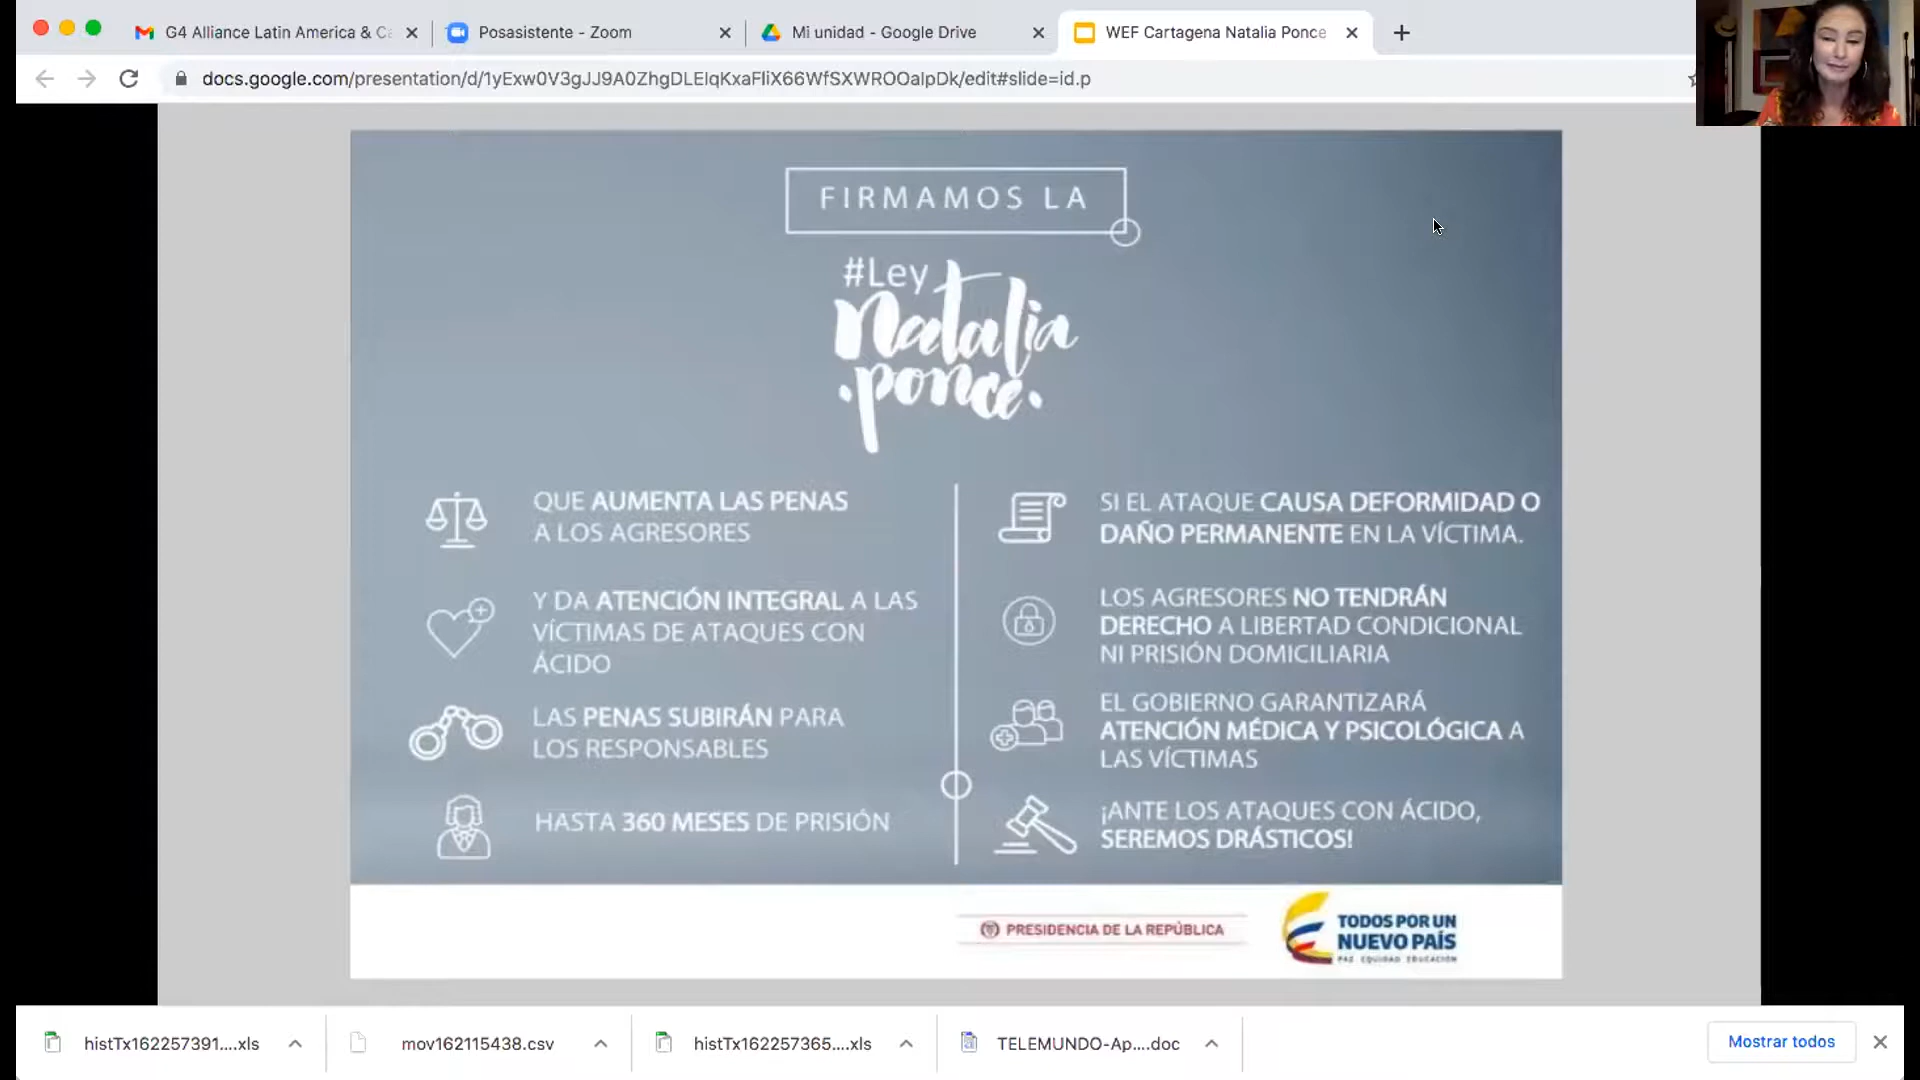 G4 Alliance Latin America & C
Posasistente - Zoom
Mi unidad - Google Drive
WEF Cartagena Natalia Ponce
docs.google.com/presentation/d/1yExw0V3gJJ9A0ZhgDLElqKxaFliX66WfSXWROOalpDk/edit#slide=id.p
FIRMAMOS LA
#Ley
natalia
ponce
QUE AUMENTA LAS PENAS
A LOS AGRESORES
Y DA ATENCIÓN INTEGRAL A LAS
VÍCTIMAS DE ATAQUES CON
ÁCIDO
LAS PENAS SUBIRÁN PARA
LOS RESPONSABLES
HASTA 360 MESES DE PRISIÓN
SI EL ATAQUE CAUSA DEFORMIDAD O
DAÑO PERMANENTE EN LA VÍCTIMA.
LOS AGRESORES NO TENDRÁN
DERECHO A LIBERTAD CONDICIONAL
NI PRISIÓN DOMICILIARIA
EL GOBIERNO GARANTIZARÁ
ATENCIÓN MÉDICA Y PSICOLÓGICA A
LAS VÍCTIMAS
¡ANTE LOS ATAQUES CON ÁCIDO,
SEREMOS DRÁSTICOS!
PRESIDENCIA DE LA REPÚBLICA
TODOS POR UN
NUEVO PAÍS
PAZ EQUIDAD EDUCACIÓN
histTx162257391....xls
mov162115438.csv
histTx162257365....xls
TELEMUNDO-Ap....doc
Mostrar todos